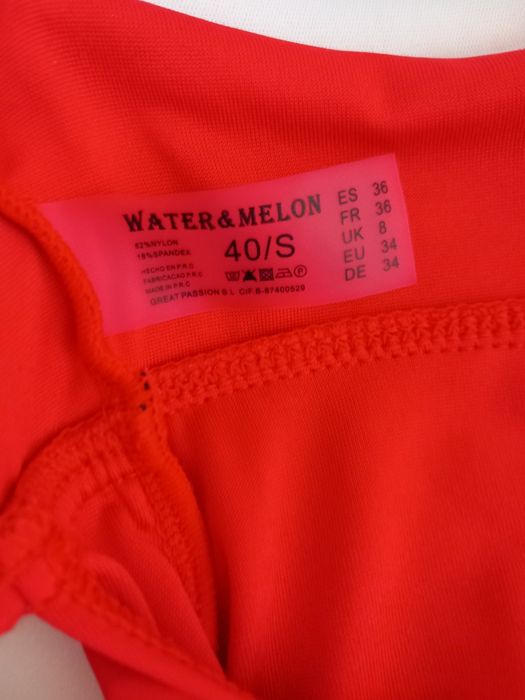 WATER&MELON
82%NYLON
18%SPANDEX
40/S
HECHO EN P.R.C
FABRICACAO P.R.C
MADE IN P.R.C
GREAT PASSION S.L CIF.B-87400529
ES 36
FR 36
UK 8
EU 34
DE 34